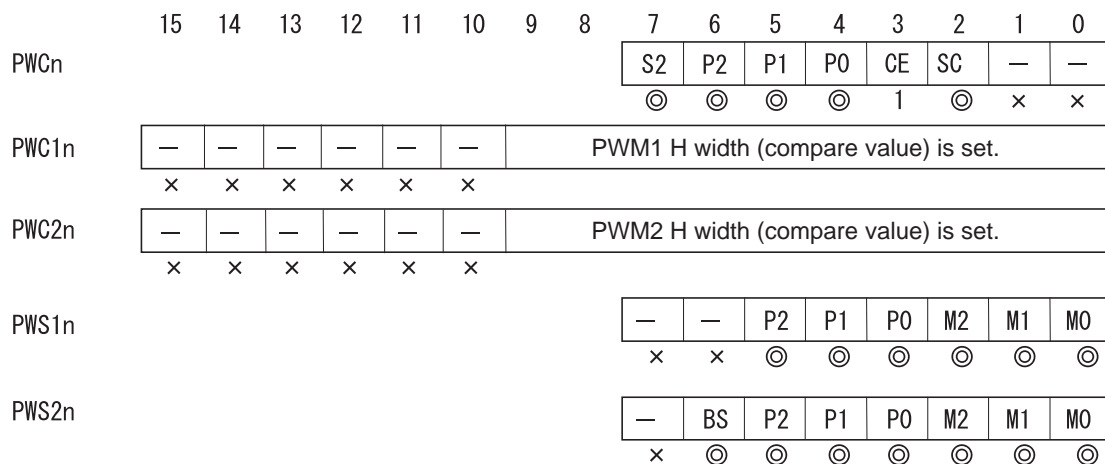 15 14 13 12 11 10 9 8 7 6 5 4 3 2 1 0
PWCn S2 P2 P1 P0 CE SC — —
◎ ◎ ◎ ◎ 1 ◎ × ×
PWC1n — — — — — — PWM1 H width (compare value) is set.
× × × × × ×
PWC2n — — — — — — PWM2 H width (compare value) is set.
× × × × × ×
PWS1n — — P2 P1 P0 M2 M1 M0
× × ◎ ◎ ◎ ◎ ◎ ◎
PWS2n — BS P2 P1 P0 M2 M1 M0
× ◎ ◎ ◎ ◎ ◎ ◎ ◎